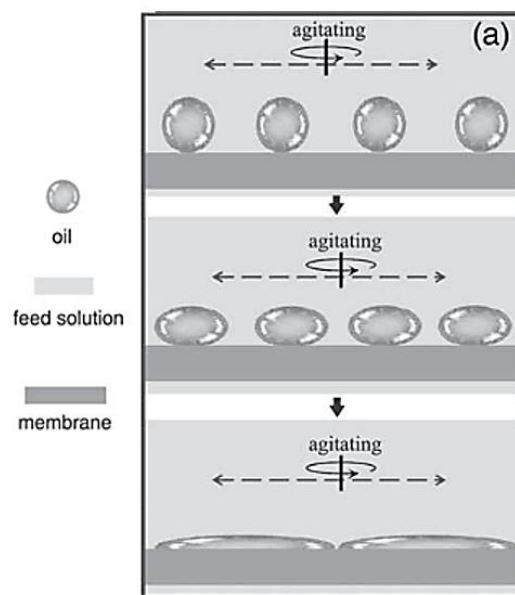 (a)
agitating
agitating
agitating
oil
feed solution
membrane